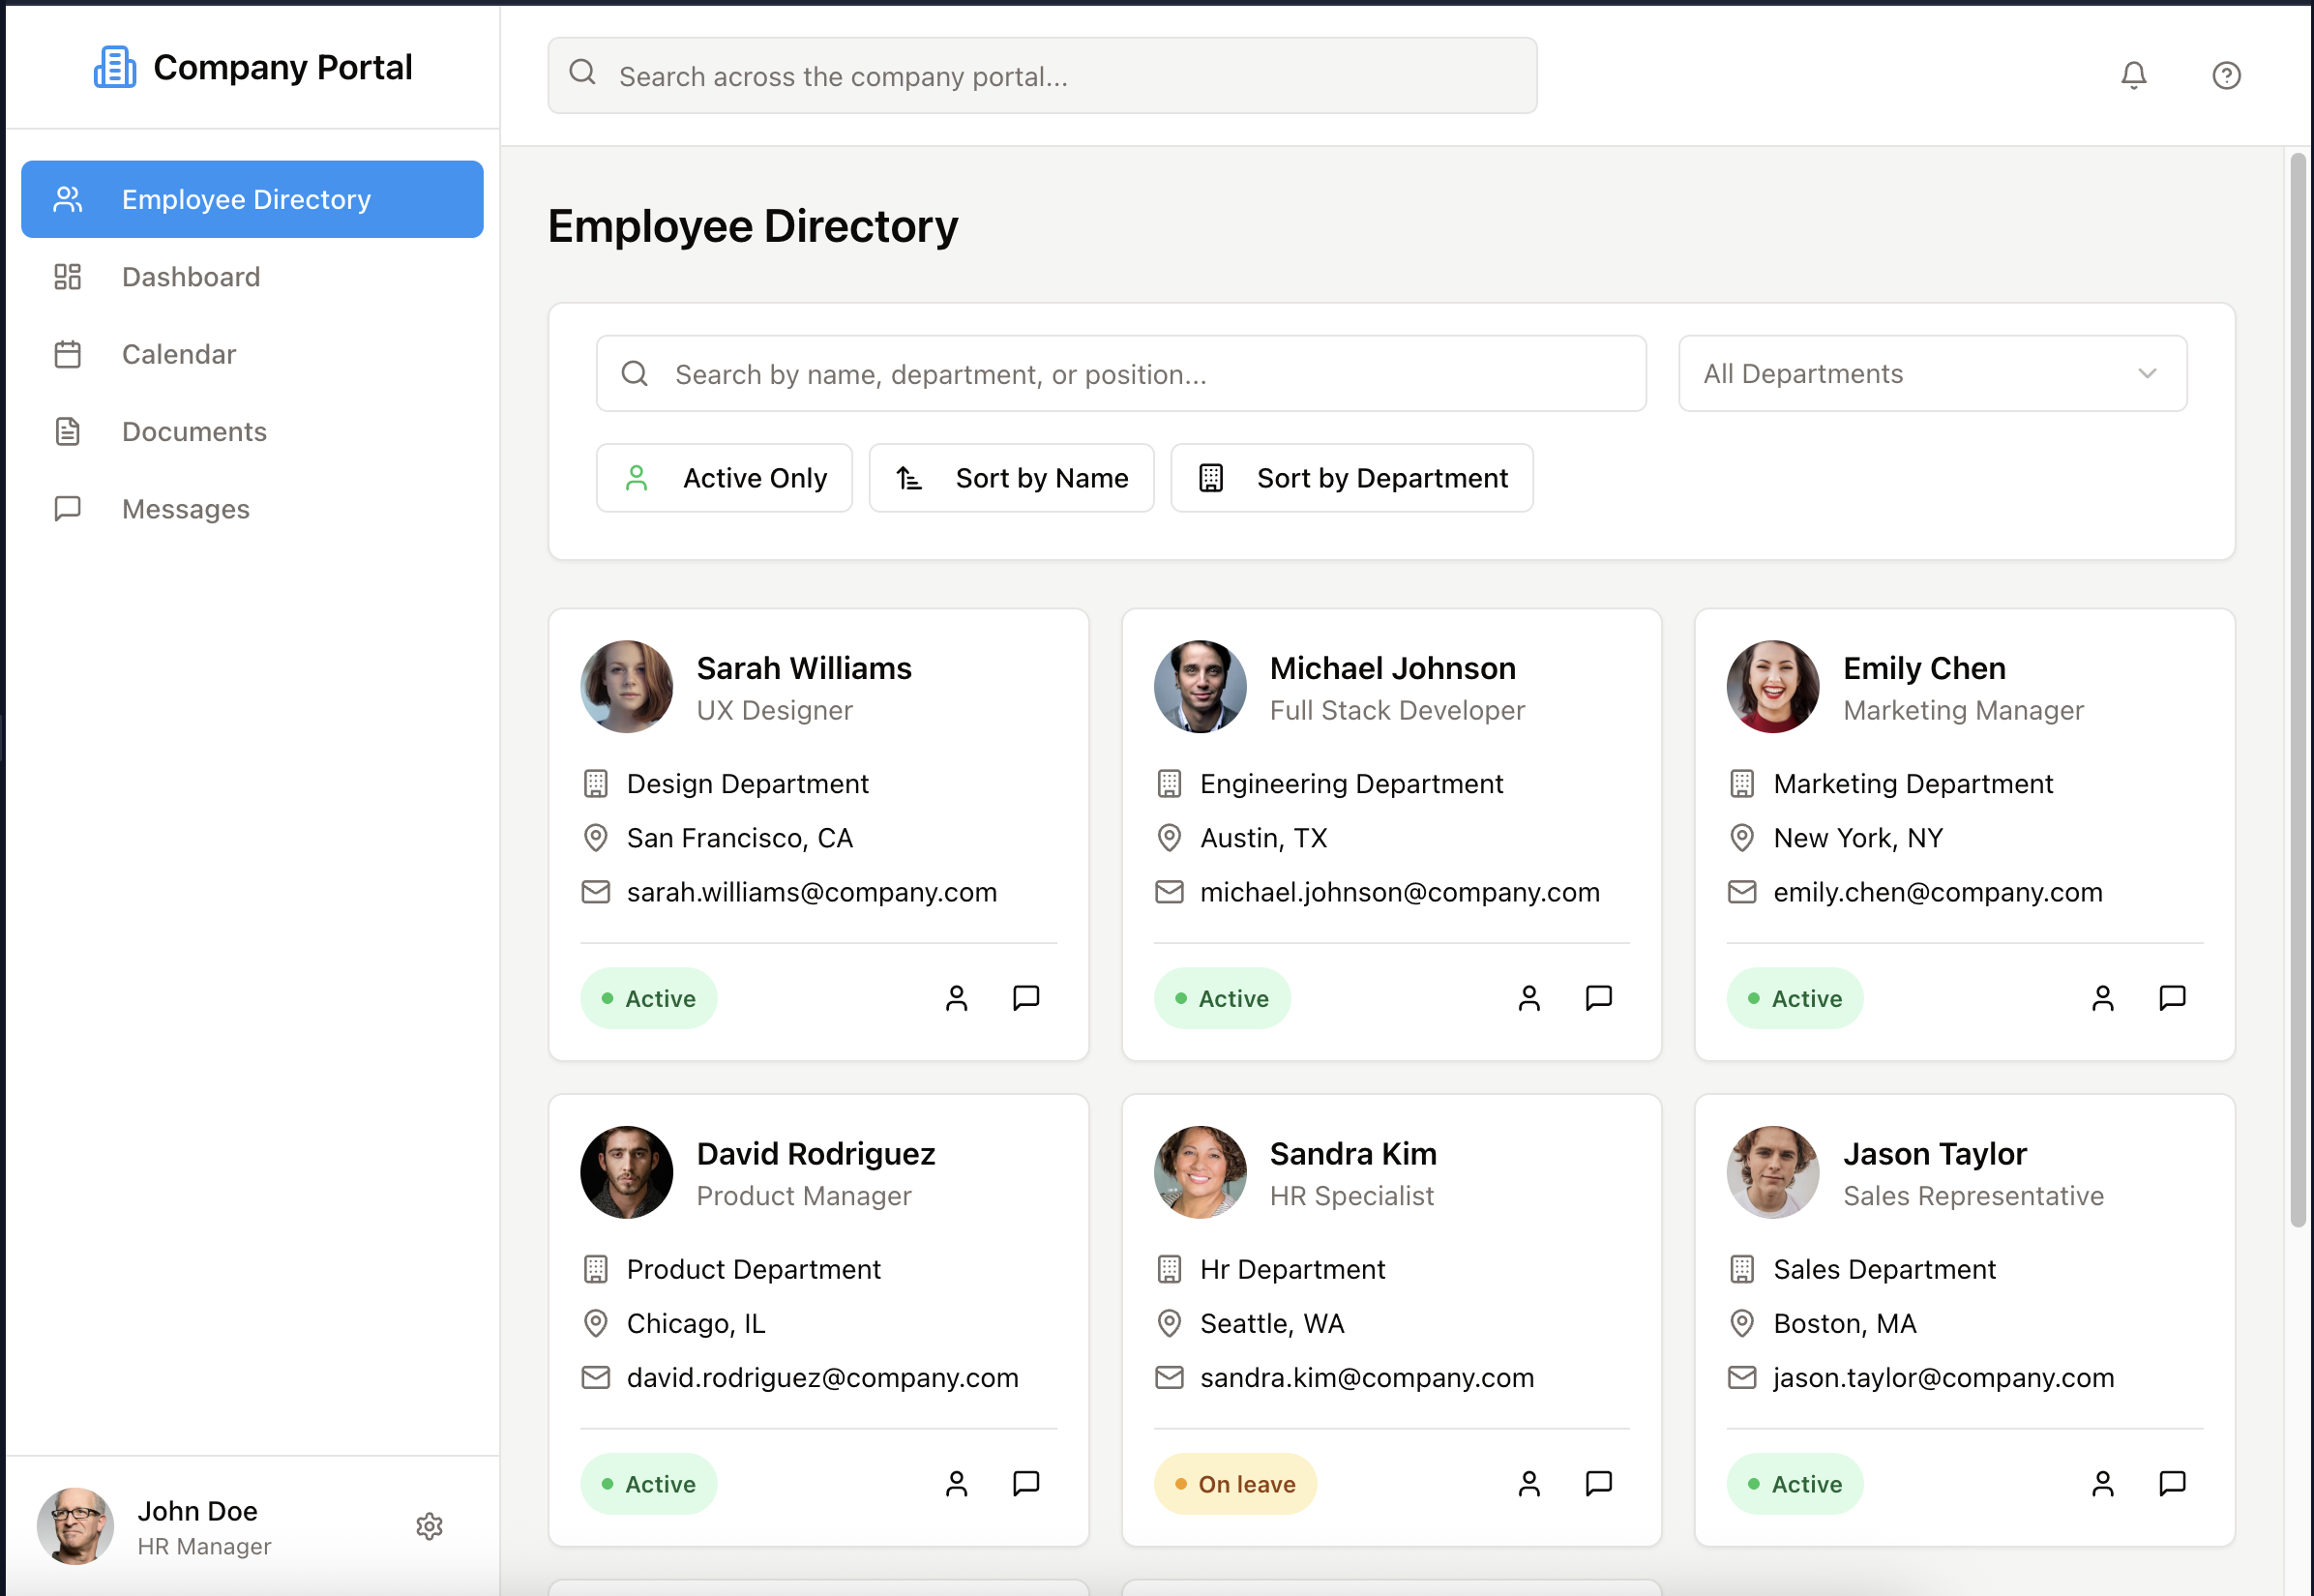 Company Portal
Search across the company portal...
Employee Directory
Dashboard
Calendar
Documents
Messages
John Doe
HR Manager
Employee Directory
Search by name, department, or position...
All Departments
Active Only
Sort by Name
Sort by Department
Sarah Williams
UX Designer
Design Department
San Francisco, CA
sarah.williams@company.com
Active
Michael Johnson
Full Stack Developer
Engineering Department
Austin, TX
michael.johnson@company.com
Active
Emily Chen
Marketing Manager
Marketing Department
New York, NY
emily.chen@company.com
Active
David Rodriguez
Product Manager
Product Department
Chicago, IL
david.rodriguez@company.com
Active
Sandra Kim
HR Specialist
Hr Department
Seattle, WA
sandra.kim@company.com
On leave
Jason Taylor
Sales Representative
Sales Department
Boston, MA
jason.taylor@company.com
Active